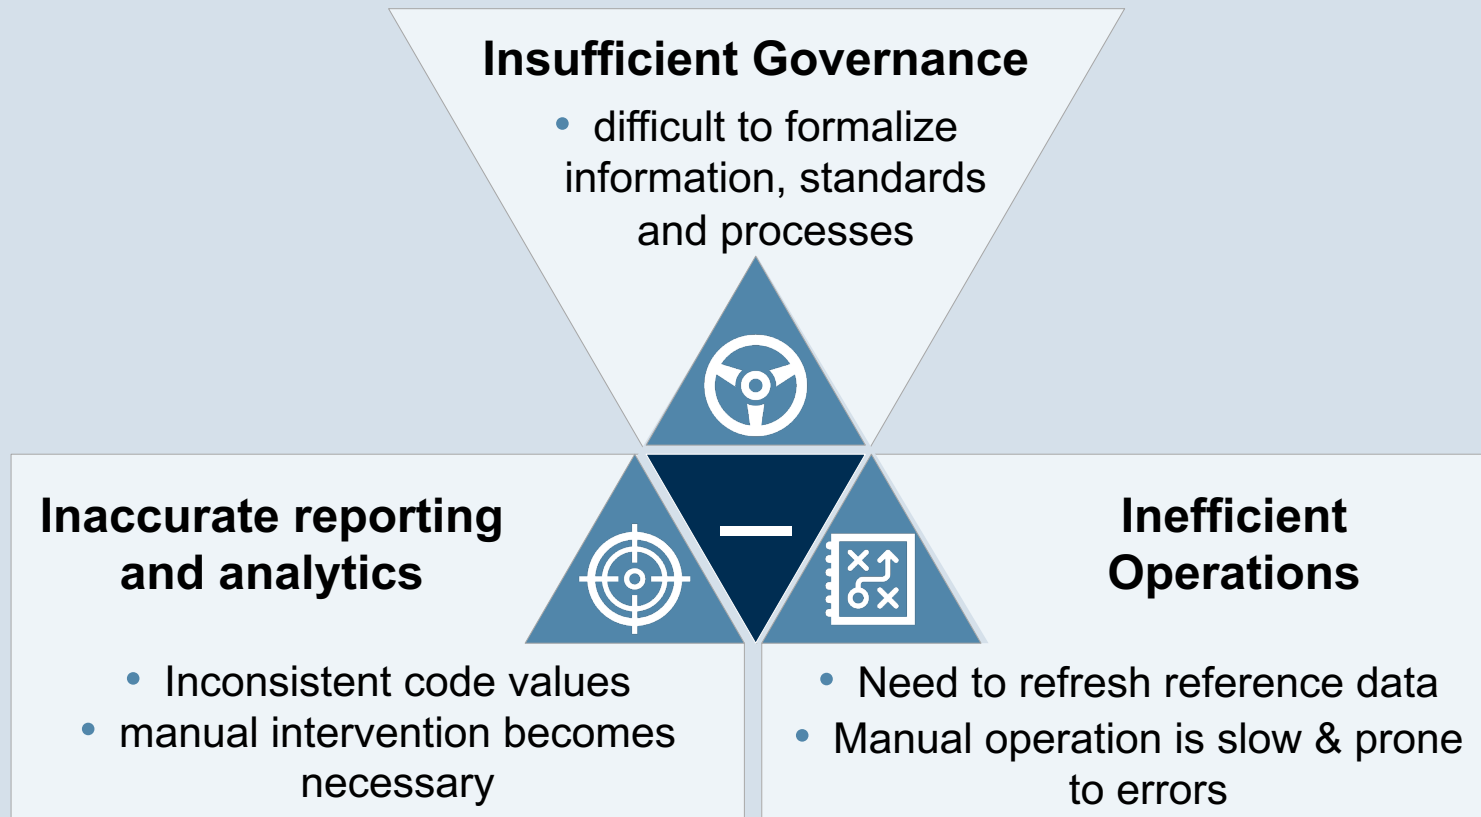 Insufficient Governance
• difficult to formalize
information, standards
and processes
Inaccurate reporting
and analytics
• Inconsistent code values
• manual intervention becomes
necessary
Inefficient
Operations
• Need to refresh reference data
• Manual operation is slow & prone
to errors